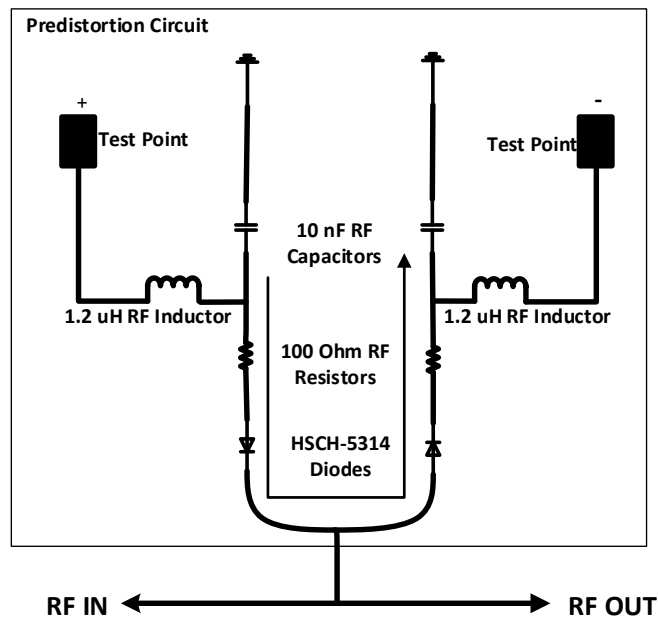 Predistortion Circuit
+
-
Test Point
Test Point
10 nF RF
Capacitors
1.2 uH RF Inductor
1.2 uH RF Inductor
100 Ohm RF
Resistors
HSCH-5314
Diodes
RF IN
RF OUT